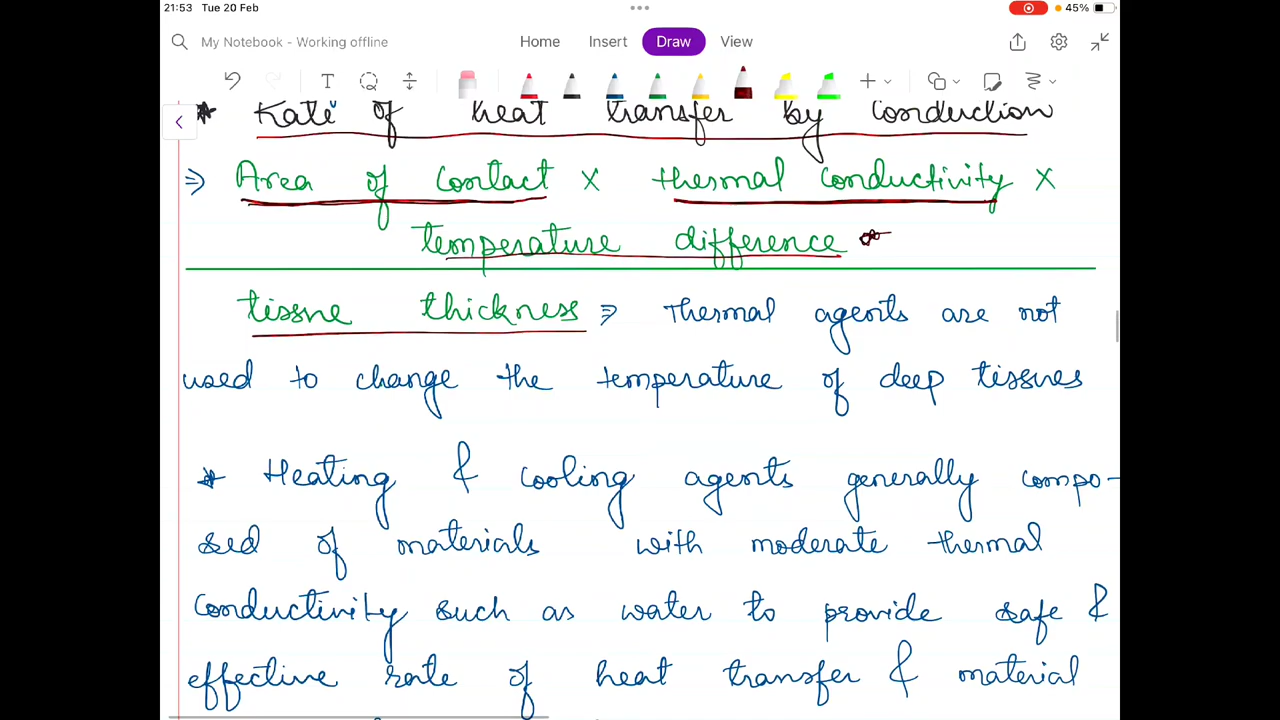 21:53 Tue 20 Feb 45%
My Notebook - Working offline Home Insert Draw View
* Rate of heat transfer by conduction
⇒ Area of contact × thermal conductivity ×
temperature difference *
tissue thickness ⇒ Thermal agents are not
used to change the temperature of deep tissues
* Heating & cooling agents generally compo-
sed of materials with moderate thermal
conductivity such as water to provide safe &
effective rate of heat transfer & material